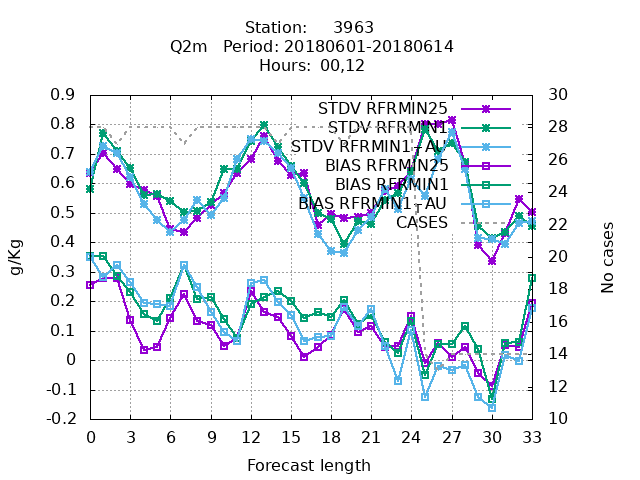 Station: 3963
Q2m Period: 20180601-20180614
Hours: 00,12
0.9 30
STDV RFRMIN25
0.8 28
STDV RFRMIN1
STDV RFRMIN1-AU
0.7 26
BIAS RFRMIN25
0.6 24
BIAS RFRMIN1
BIAS RFRMIN1-AU
0.5 22
CASES
0.4 20
0.3 18
0.2 16
0.1 14
0 12
-0.1 10
-0.2
g/Kg
No cases
0 3 6 9 12 15 18 21 24 27 30 33
Forecast length